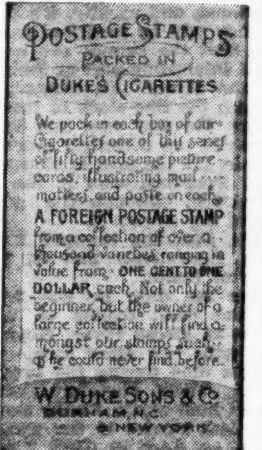 POSTAGE STAMPS
PACKED IN
DUKE'S CIGARETTES
We pack in each box of our
Cigarettes one of this series
of fifty handsome picture
cards, illustrating mail
matters, and paste on each
A FOREIGN POSTAGE STAMP
from a collection of over a
thousand varieties, ranging in
value from ONE CENT TO ONE
DOLLAR each. Not only the
beginner, but the owner of a
large collection will find a-
mongst our stamps such
as he could never find before.
W. DUKE SONS & CO
DURHAM, N.C.
& NEW YORK.